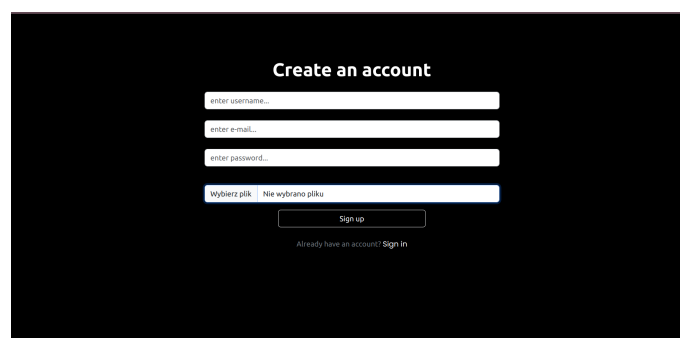 Create an account
enter username...
enter e-mail...
enter password...
Wybierz plik Nie wybrano pliku
Sign up
Already have an account? Sign in